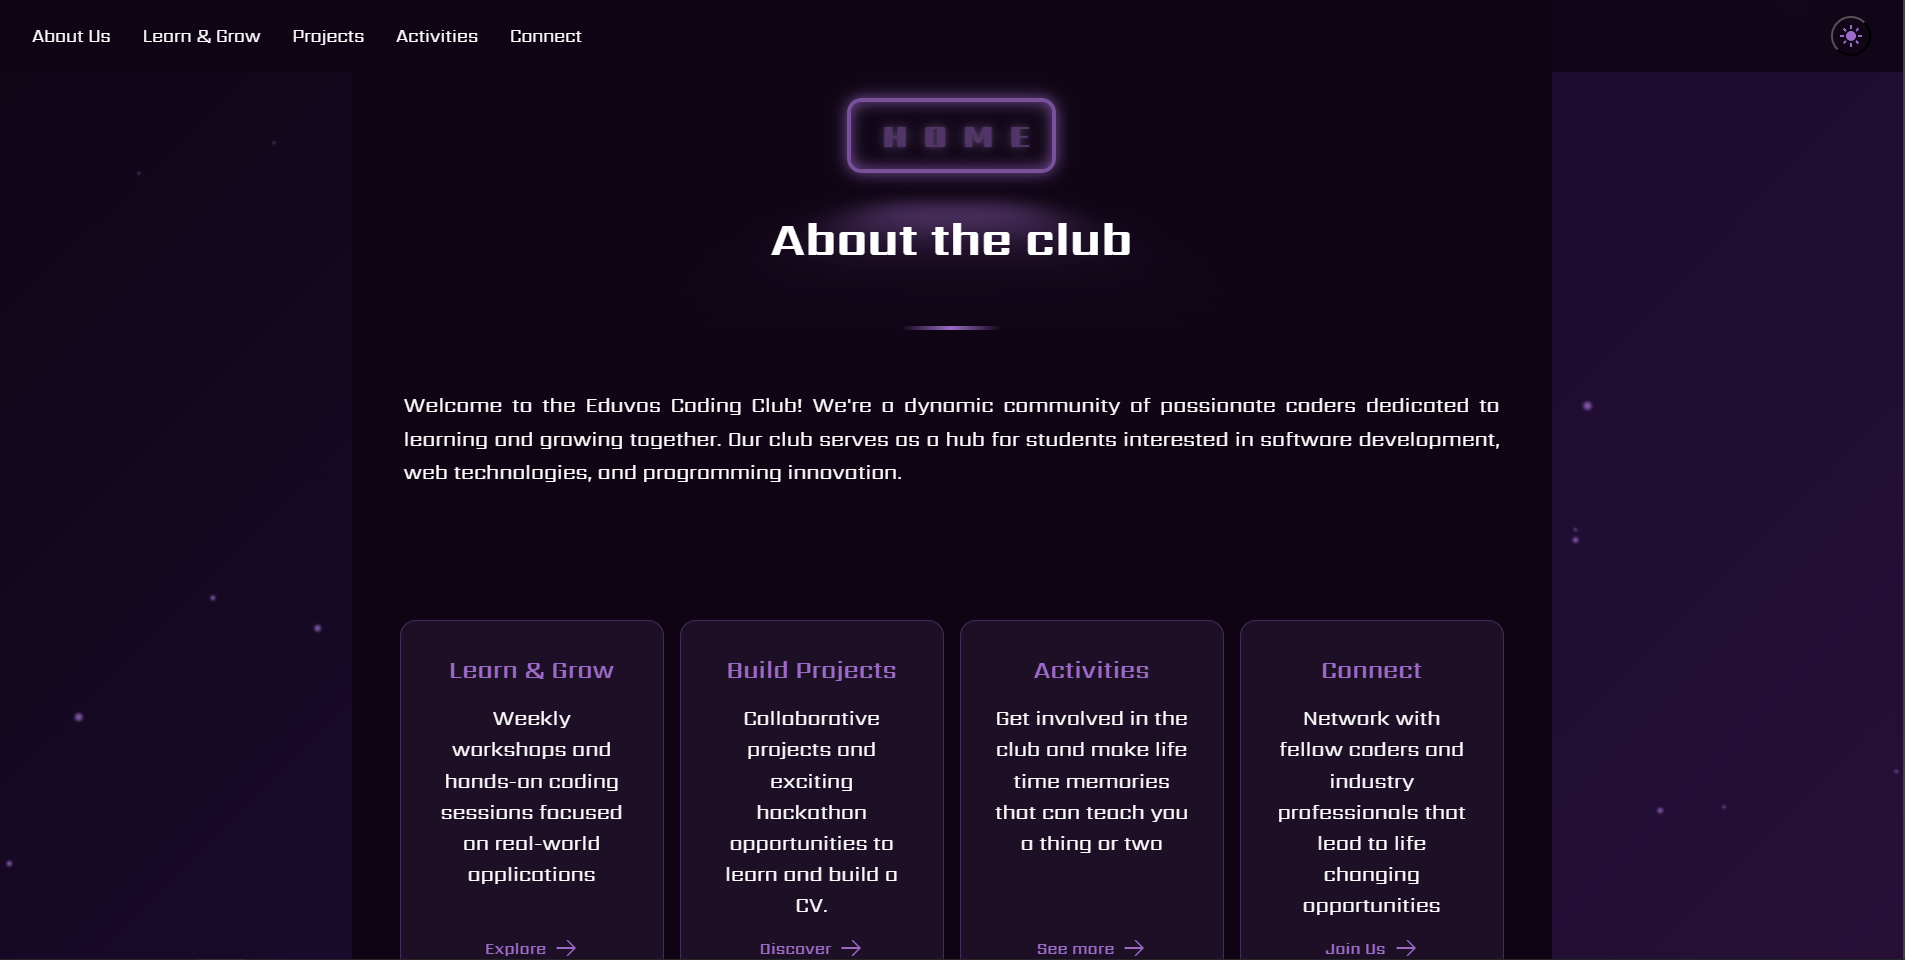 About Us Learn & Grow Projects Activities Connect
HOME
About the club
Welcome to the Eduvos Coding Club! We're a dynamic community of passionate coders dedicated to
learning and growing together. Our club serves as a hub for students interested in software development,
web technologies, and programming innovation.
Learn & Grow
Weekly
workshops and
hands-on coding
sessions focused
on real-world
applications
Explore →
Build Projects
Collaborative
projects and
exciting
hackathon
opportunities to
learn and build a
CV.
Discover →
Activities
Get involved in the
club and make life
time memories
that can teach you
a thing or two
See more →
Connect
Network with
fellow coders and
industry
professionals that
lead to life
changing
opportunities
Join Us →